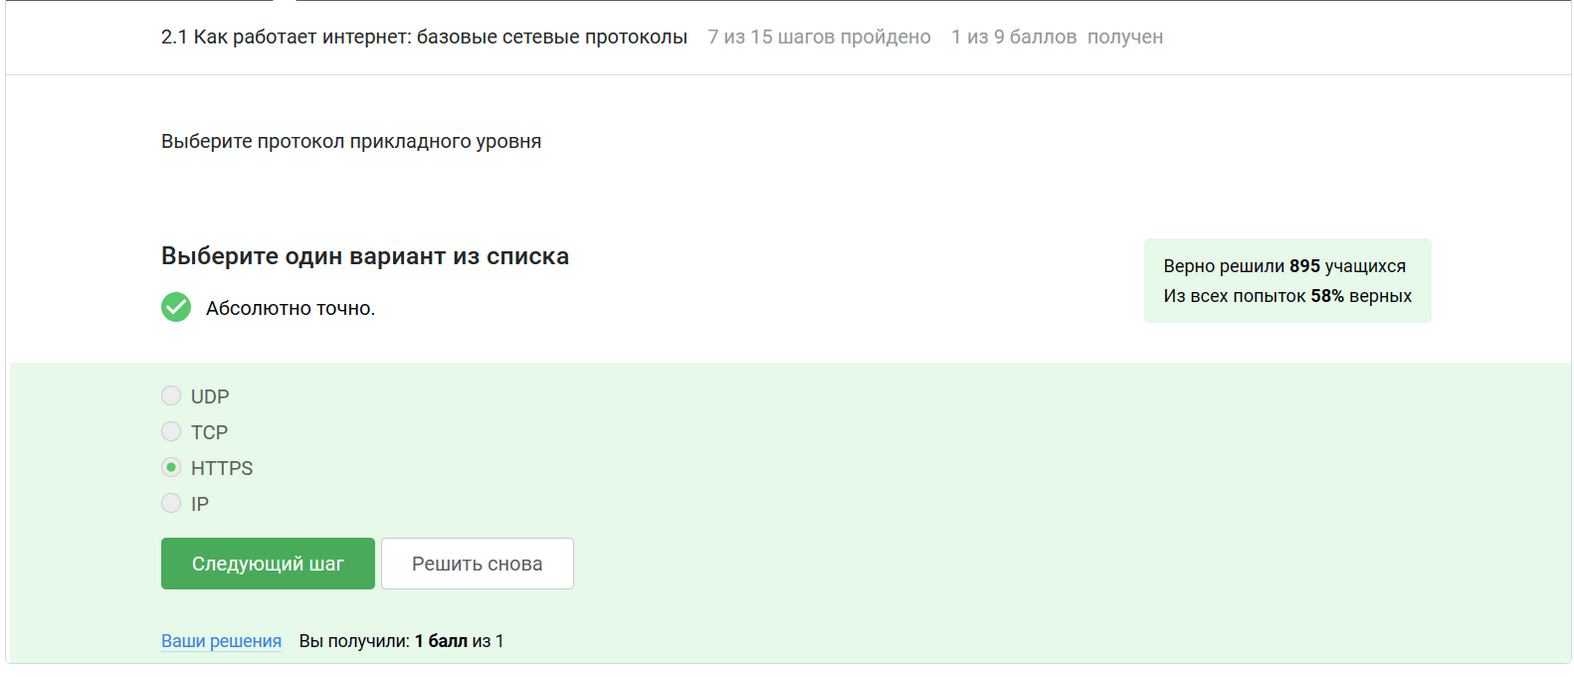 2.1 Как работает интернет: базовые сетевые протоколы 7 из 15 шагов пройдено 1 из 9 баллов получен
Выберите протокол прикладного уровня
Выберите один вариант из списка
Абсолютно точно.
Верно решили 895 учащихся
Из всех попыток 58% верных
UDP
TCP
HTTPS
IP
Следующий шаг Решить снова
Ваши решения Вы получили: 1 балл из 1